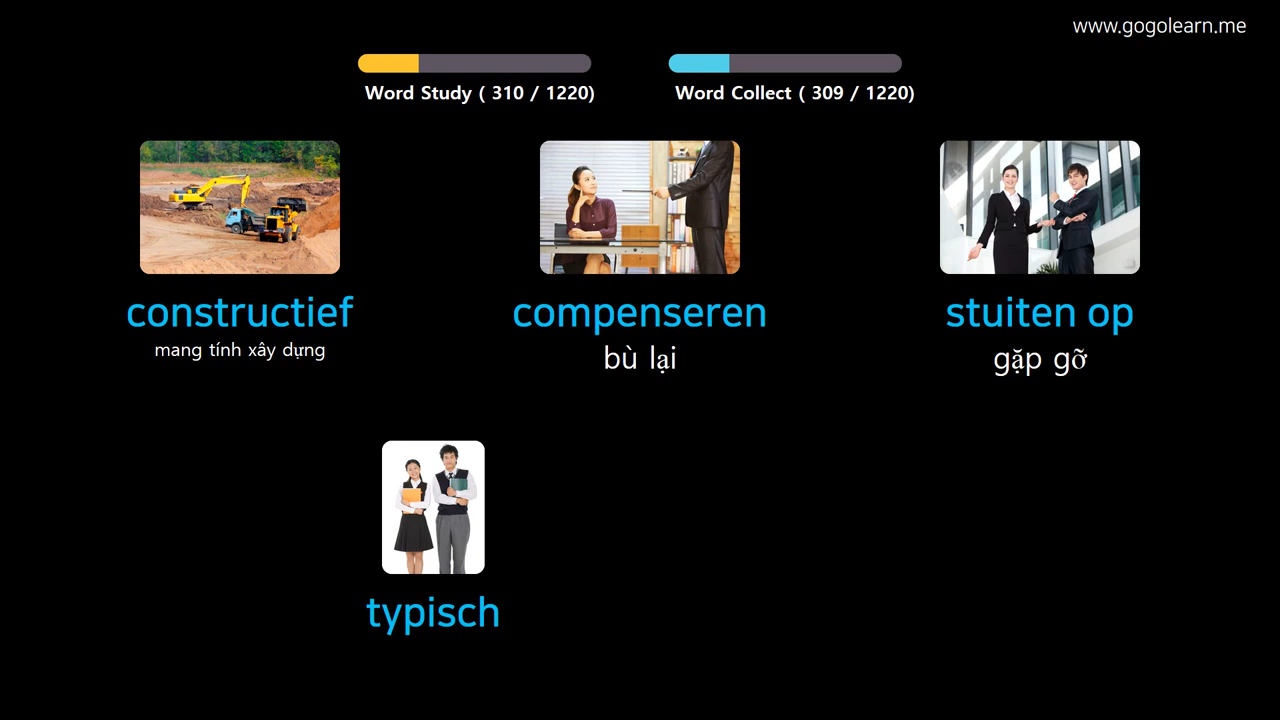 www.gogolearn.me
Word Study ( 310 / 1220)
Word Collect ( 309 / 1220)
constructief
mang tính xây dựng
compenseren
bù lại
stuiten op
gặp gỡ
typisch